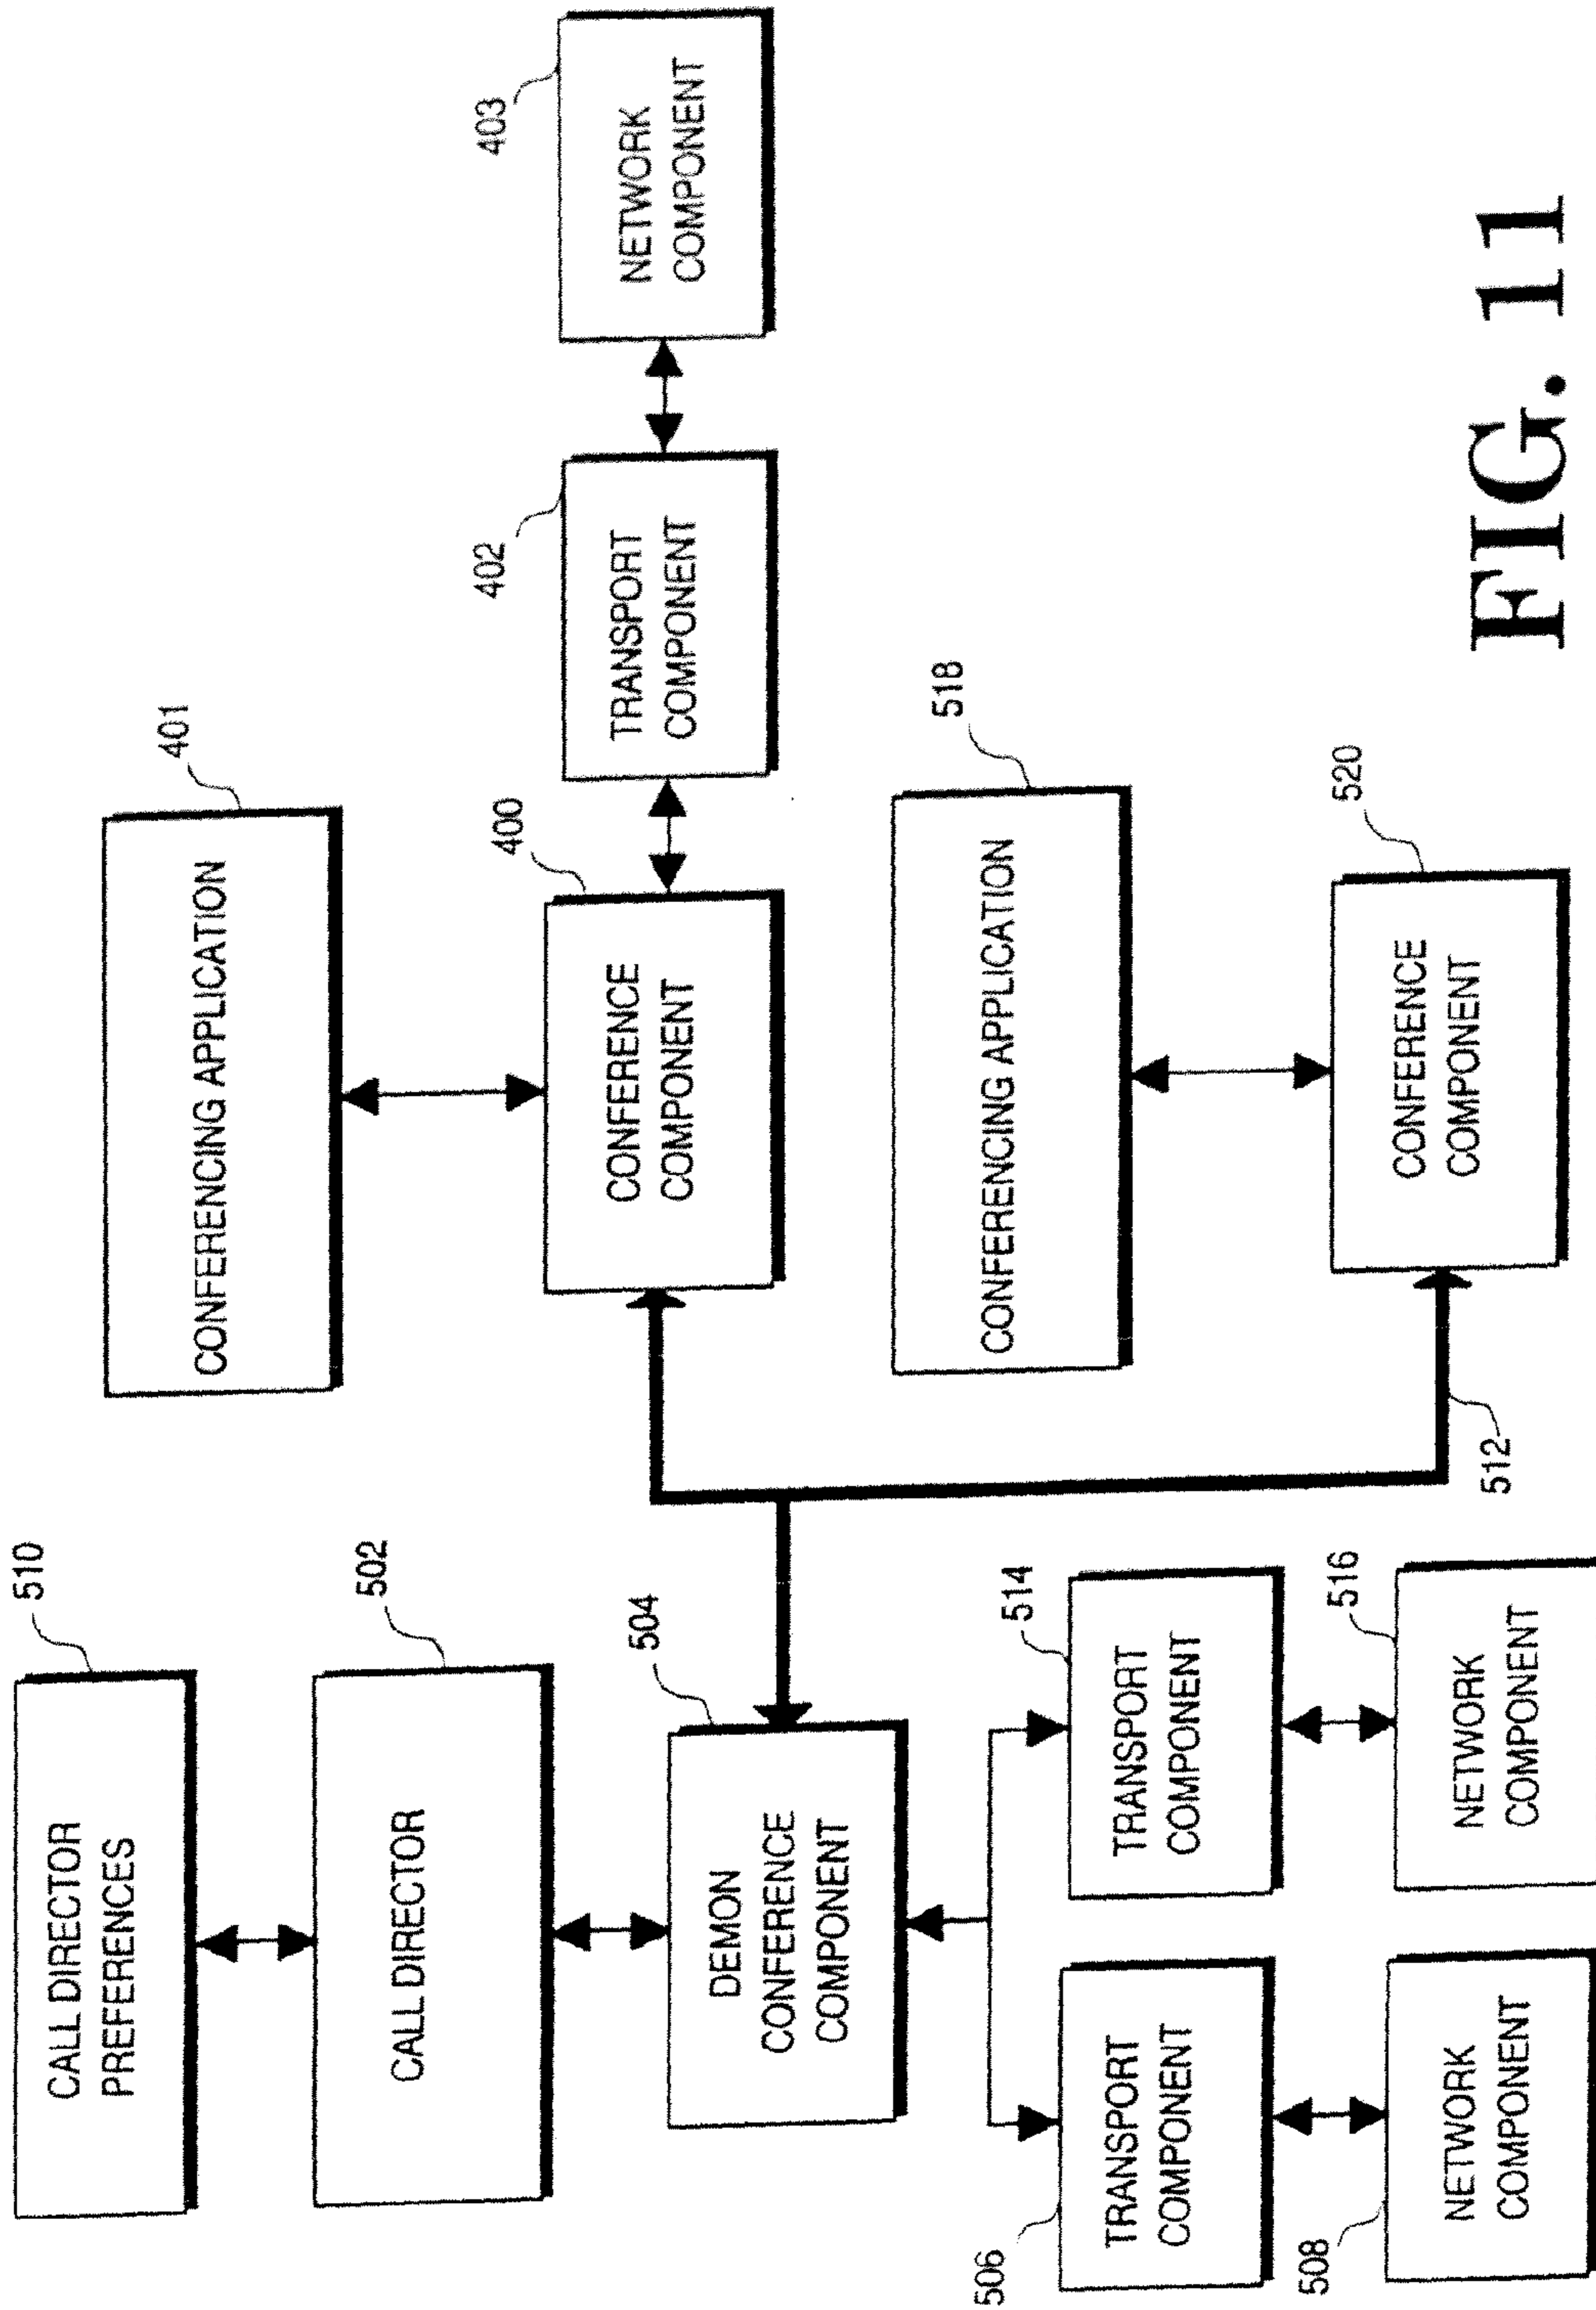 510
CALL DIRECTOR
PREFERENCES
502
CALL DIRECTOR
504
DEMON
CONFERENCE
COMPONENT
506
TRANSPORT
COMPONENT
514
TRANSPORT
COMPONENT
508
NETWORK
COMPONENT
516
NETWORK
COMPONENT
512
401
CONFERENCING APPLICATION
400
CONFERENCE
COMPONENT
402
TRANSPORT
COMPONENT
403
NETWORK
COMPONENT
518
CONFERENCING APPLICATION
520
CONFERENCE
COMPONENT
FIG. 11